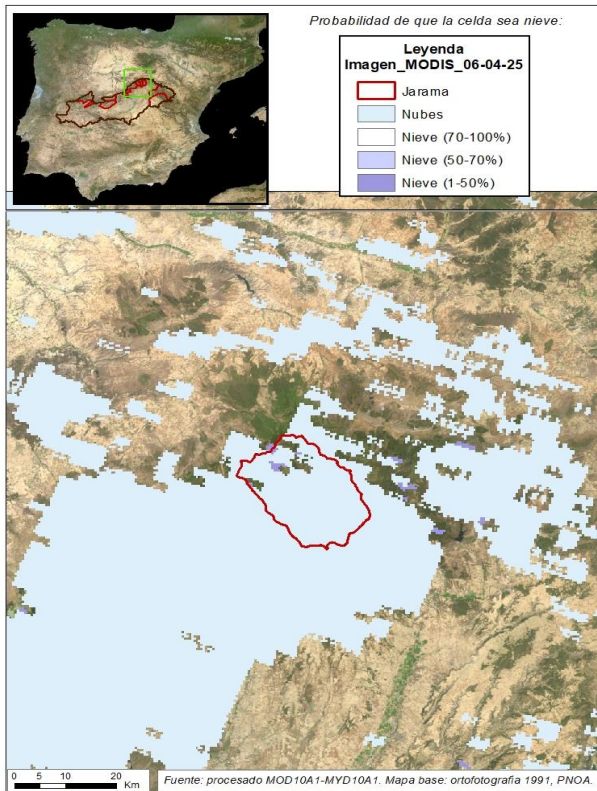 Probabilidad de que la celda sea nieve:
Leyenda
Imagen_MODIS_06-04-25
Jarama
Nubes
Nieve (70-100%)
Nieve (50-70%)
Nieve (1-50%)
0 5 10 20
Km
Fuente: procesado MOD10A1-MYD10A1. Mapa base: ortofotografia 1991, PNOA.